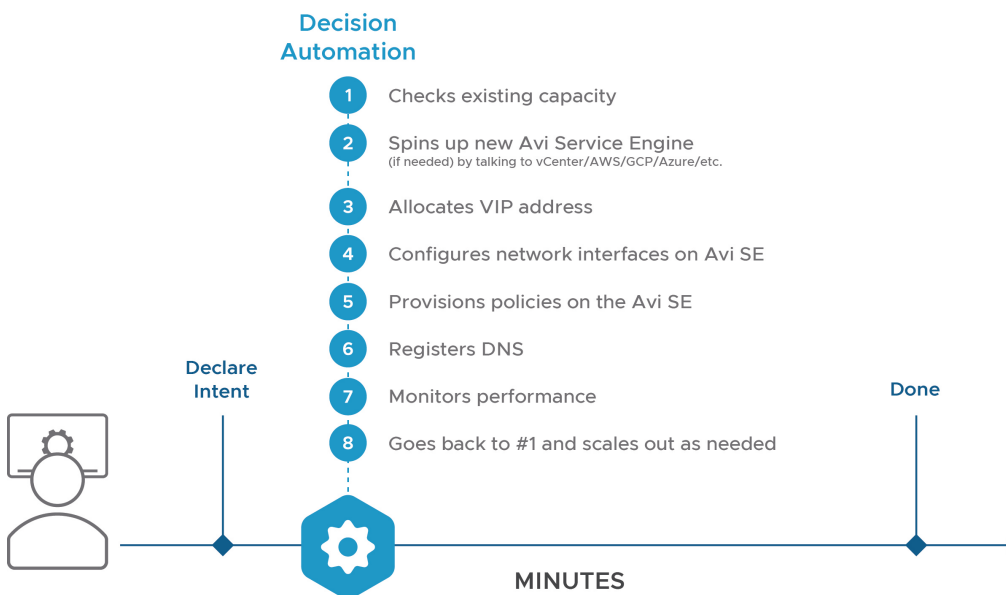 Decision
Automation
1 Checks existing capacity
2 Spins up new Avi Service Engine
(if needed) by talking to vCenter/AWS/GCP/Azure/etc.
3 Allocates VIP address
4 Configures network interfaces on Avi SE
5 Provisions policies on the Avi SE
6 Registers DNS
7 Monitors performance
8 Goes back to #1 and scales out as needed
Declare
Intent
Done
MINUTES